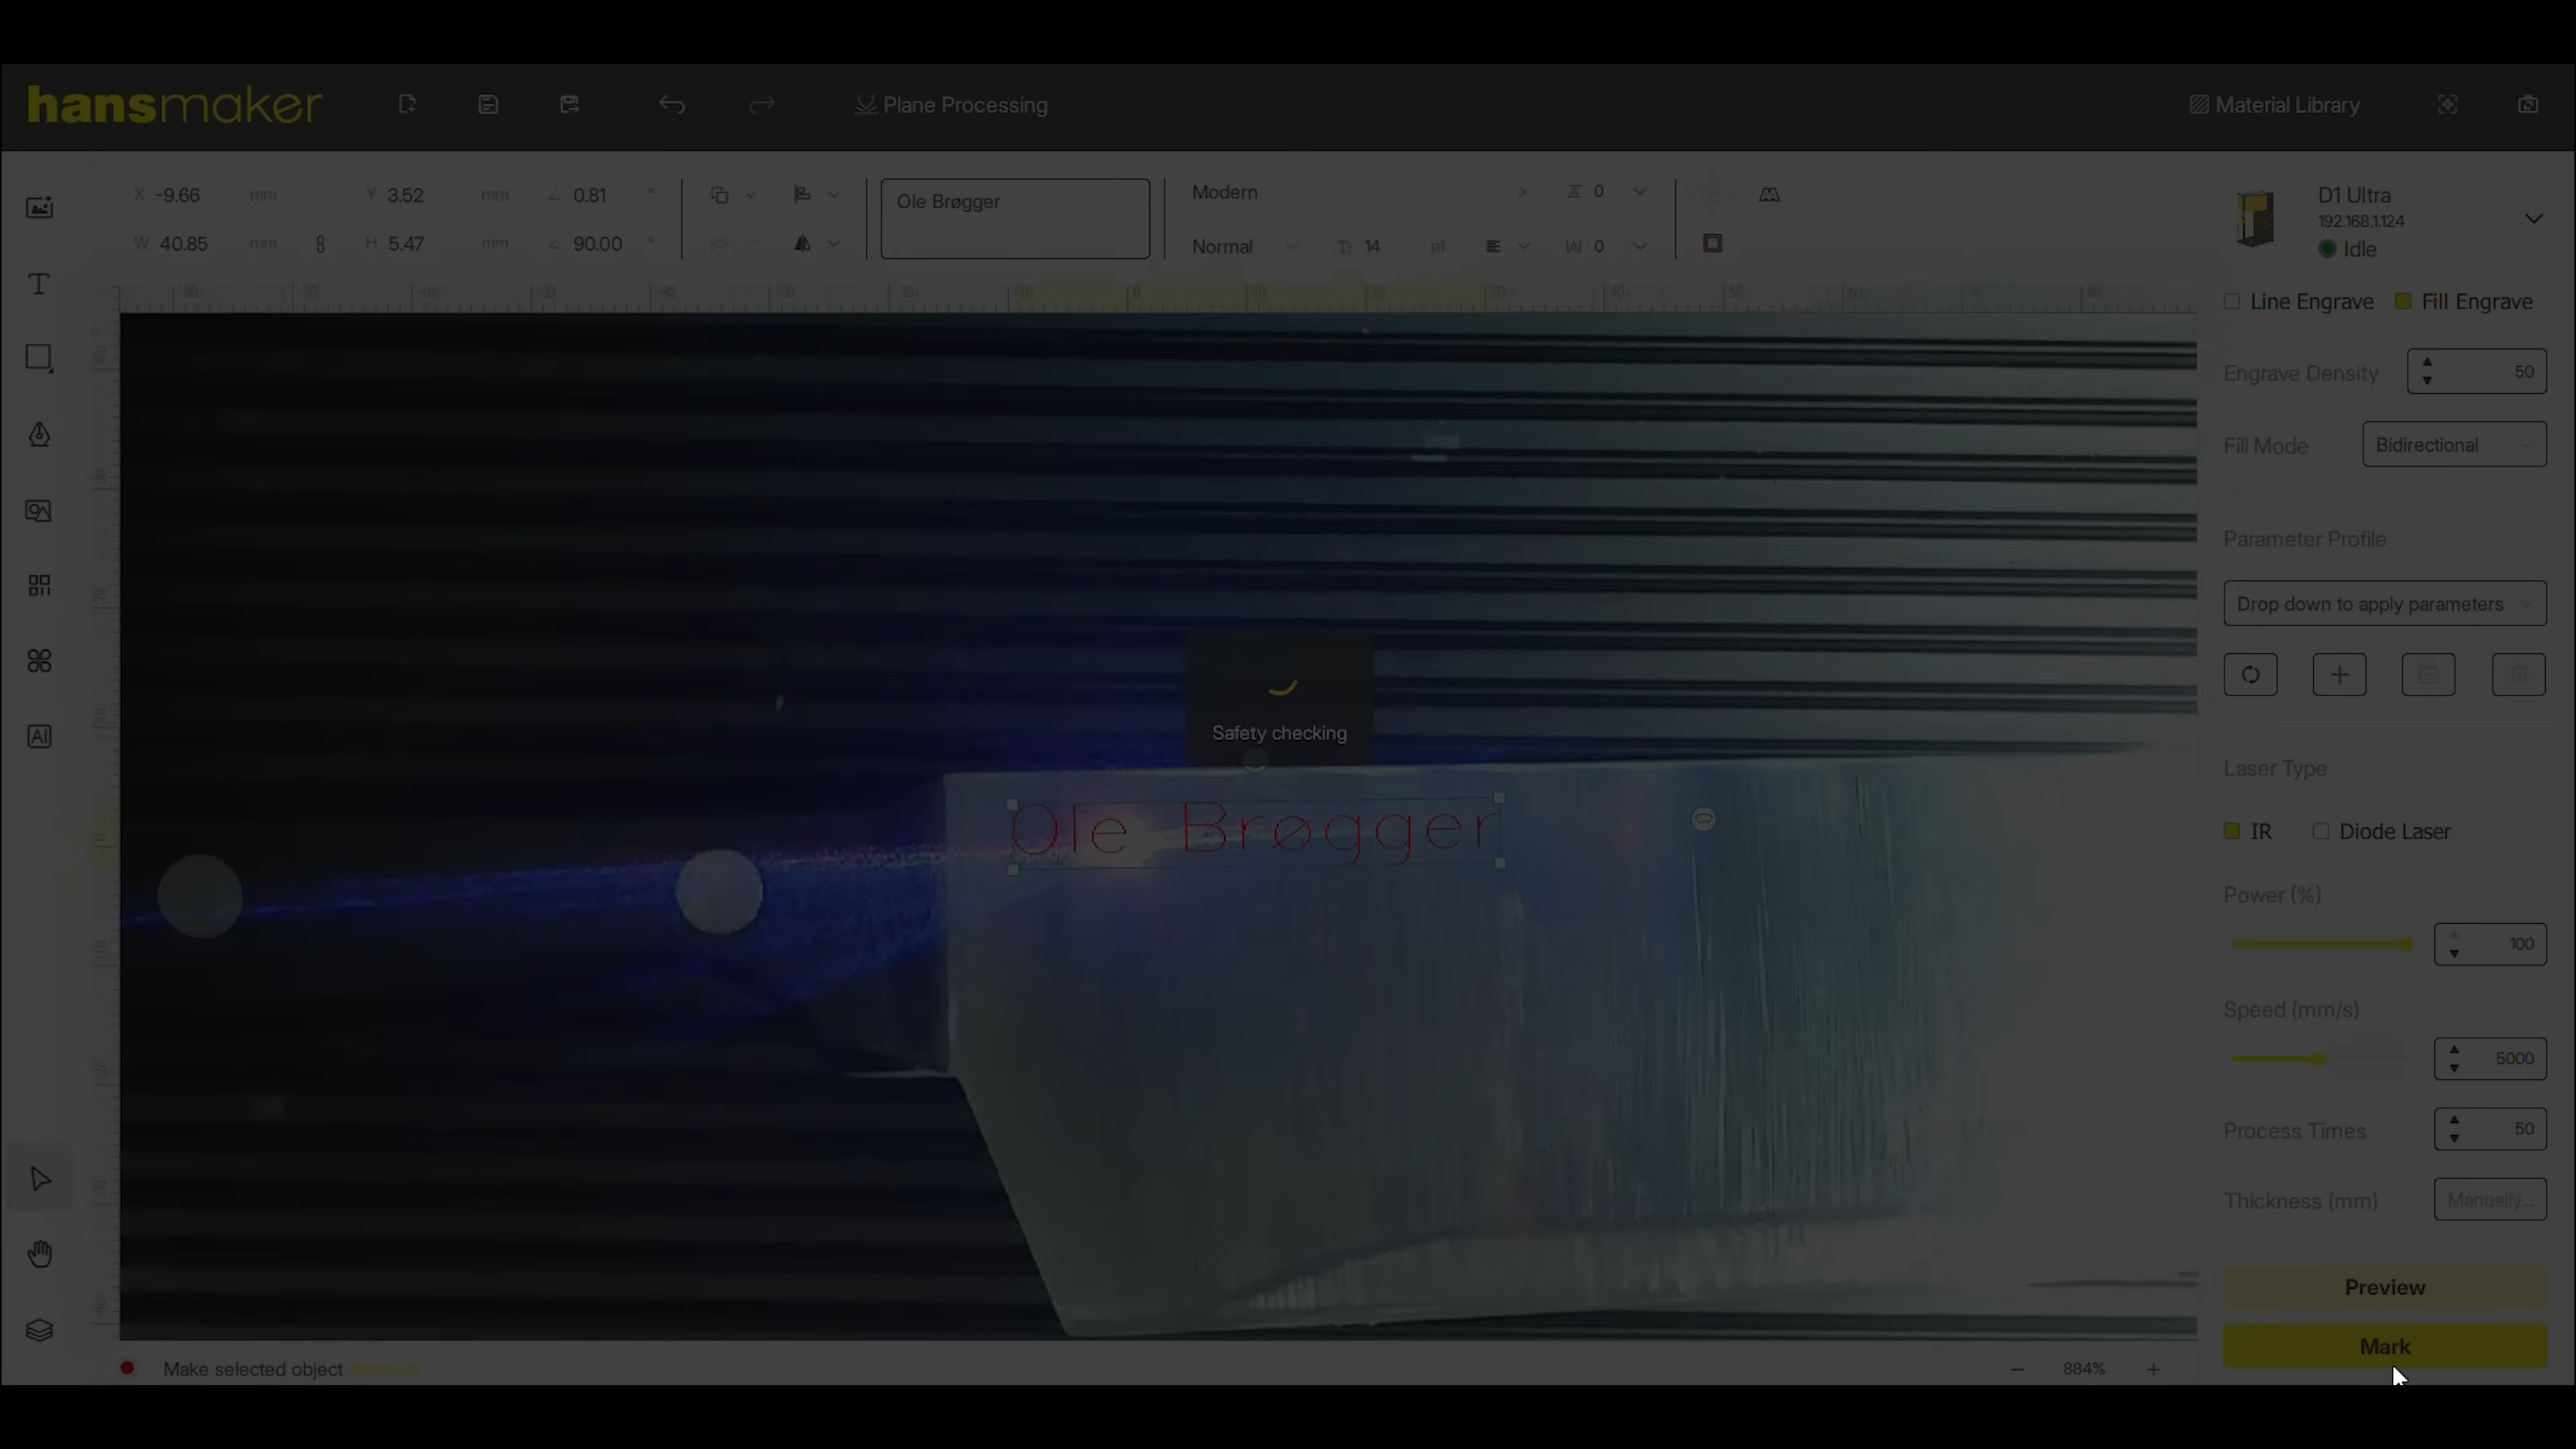 hansmaker
Plane Processing
Material Library
X -9.66 mm Y 3.52 mm 0.81 °
W 40.85 mm H 5.47 mm 90.00 °
Ole Brøgger
Modern
0
Normal
14 pt
0
D1 Ultra
192.168.1.124
Idle
Line Engrave
Fill Engrave
Engrave Density
50
Fill Mode
Bidirectional
Parameter Profile
Drop down to apply parameters
AI
Safety checking
Ole Brøgger
Laser Type
IR
Diode Laser
Power (%)
100
Speed (mm/s)
5000
Process Times
50
Thickness (mm)
Manually...
Preview
Mark
Make selected object
884%